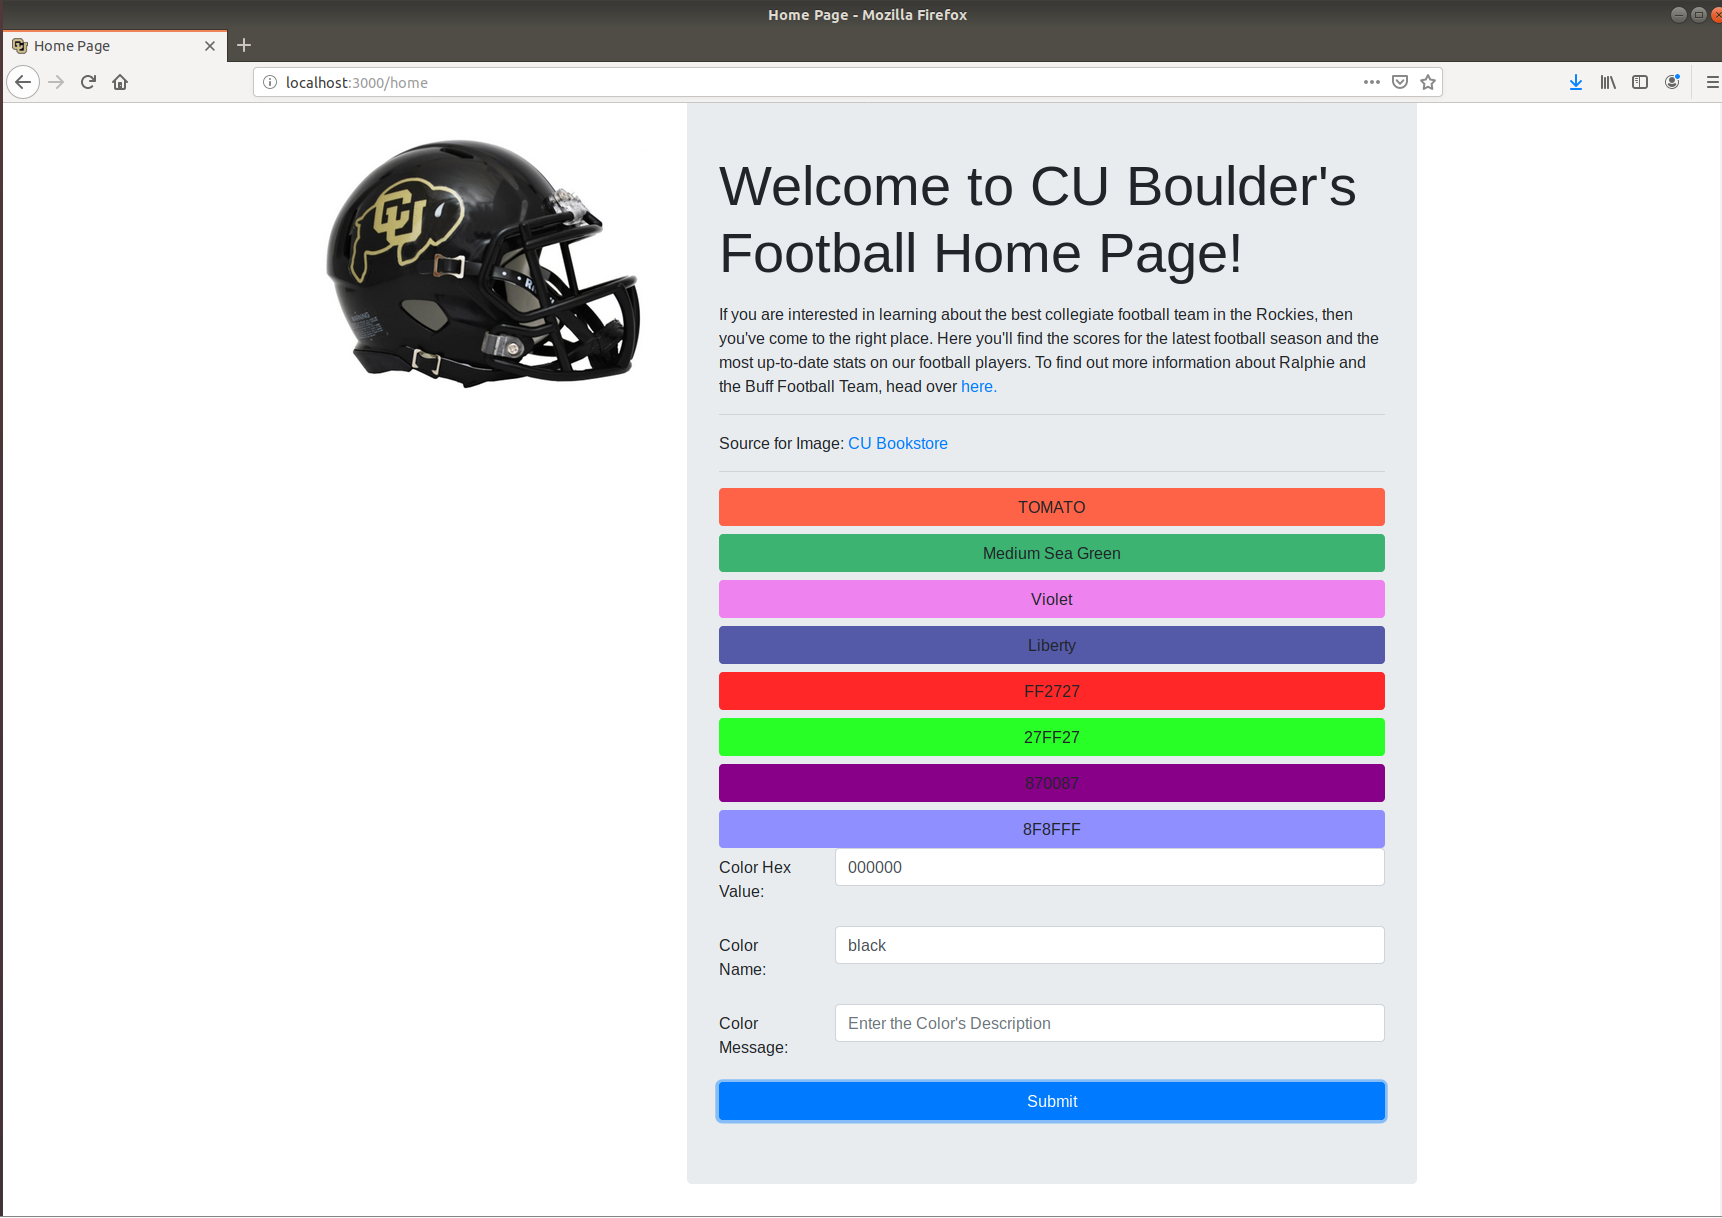 Home Page - Mozilla Firefox
Home Page
localhost:3000/home
CU
Welcome to CU Boulder's
Football Home Page!
If you are interested in learning about the best collegiate football team in the Rockies, then
you've come to the right place. Here you'll find the scores for the latest football season and the
most up-to-date stats on our football players. To find out more information about Ralphie and
the Buff Football Team, head over here.
Source for Image: CU Bookstore
TOMATO
Medium Sea Green
Violet
Liberty
FF2727
27FF27
870087
8F8FFF
Color Hex
Value:
000000
Color
Name:
black
Color
Message:
Enter the Color's Description
Submit